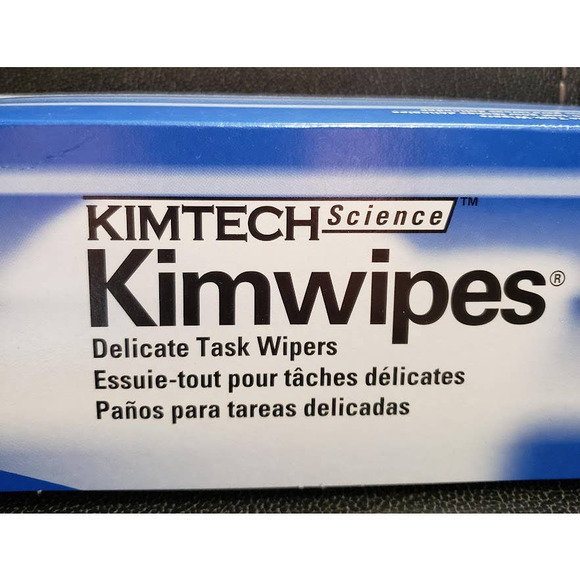 KIMTECH Science™
Kimwipes®
Delicate Task Wipers
Essuie-tout pour tâches délicates
Paños para tareas delicadas